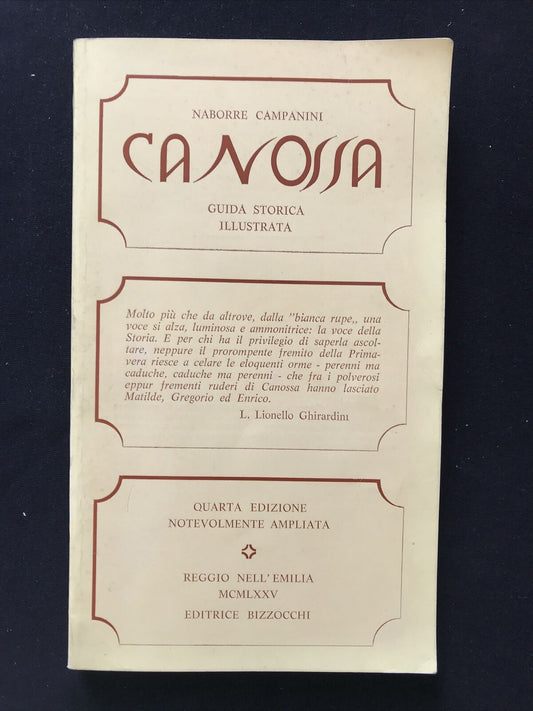 NABORRE CAMPANINI
CANOSSA
GUIDA STORICA
ILLUSTRATA
Molto più che da altrove, dalla "bianca rupe,, una
voce si alza, luminosa e ammonitrice: la voce della
Storia. E per chi ha il privilegio di saperla ascol-
tare, neppure il prorompente fremito della Prima-
vera riesce a celare le eloquenti orme - perenni ma
caduche, caduche ma perenni - che fra i polverosi
eppur frementi ruderi di Canossa hanno lasciato
Matilde, Gregorio ed Enrico.
L. Lionello Ghirardini
QUARTA EDIZIONE
NOTEVOLMENTE AMPLIATA
REGGIO NELL'EMILIA
MCMLXXV
EDITRICE BIZZOCCHI